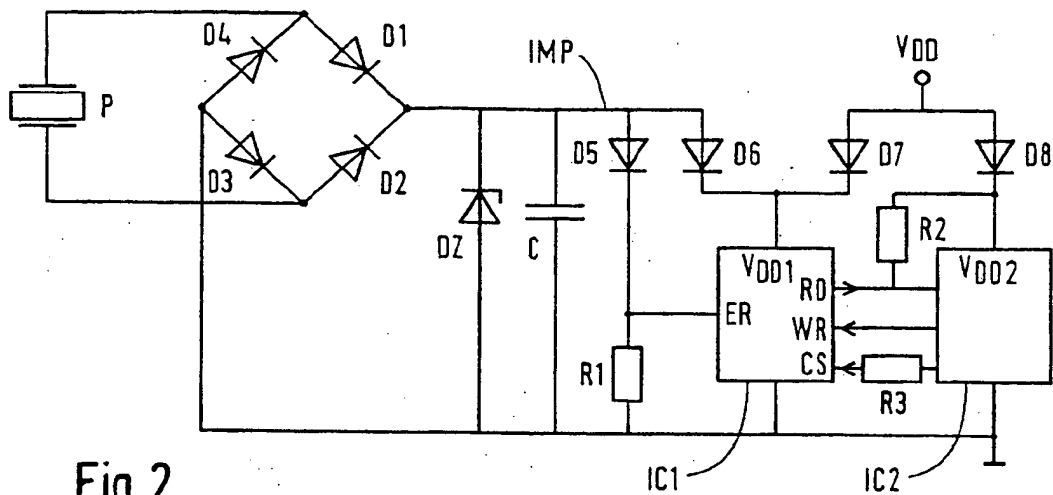 D4
D1
IMP
VDD
P
D5
D6
D7
D8
D3
D2
R2
DZ
C
VDD1
VDD2
RD
ER
WR
R1
CS
R3
IC1
IC2
Fig.2